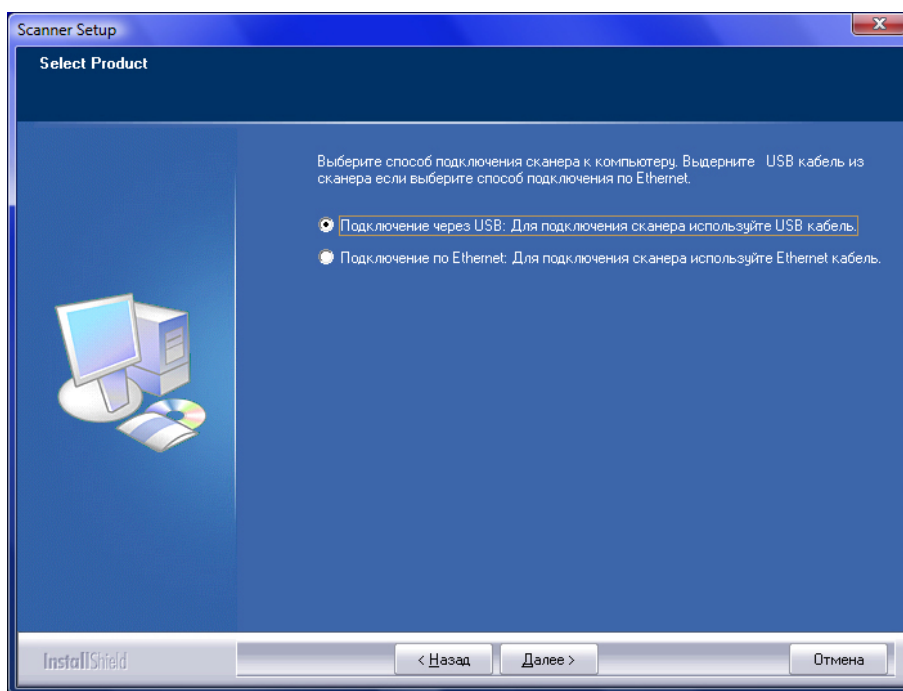 Scanner Setup
Select Product
Выберите способ подключения сканера к компьютеру. Выдерните USB кабель из
сканера если выберите способ подключения по Ethernet.
Подключение через USB: Для подключения сканера используйте USB кабель.
Подключение по Ethernet: Для подключения сканера используйте Ethernet кабель.
InstallShield
< Назад
Далее >
Отмена